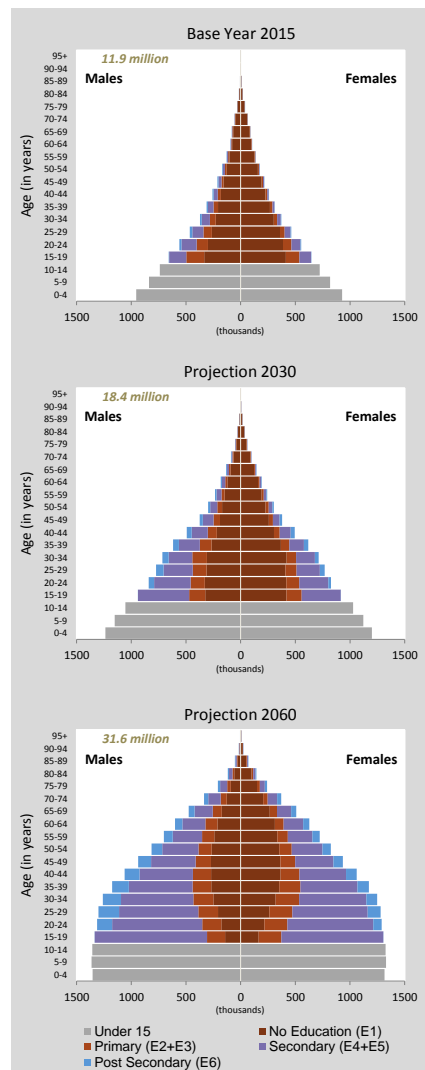 Base Year 2015
11.9 million
Males
Females
Age (in years)
95+
90-94
85-89
80-84
75-79
70-74
65-69
60-64
55-59
50-54
45-49
40-44
35-39
30-34
25-29
20-24
15-19
10-14
5-9
0-4
1500 1000 500 0 500 1000 1500
(thousands)
Projection 2030
18.4 million
Males
Females
Age (in years)
95+
90-94
85-89
80-84
75-79
70-74
65-69
60-64
55-59
50-54
45-49
40-44
35-39
30-34
25-29
20-24
15-19
10-14
5-9
0-4
1500 1000 500 0 500 1000 1500
(thousands)
Projection 2060
31.6 million
Males
Females
Age (in years)
95+
90-94
85-89
80-84
75-79
70-74
65-69
60-64
55-59
50-54
45-49
40-44
35-39
30-34
25-29
20-24
15-19
10-14
5-9
0-4
1500 1000 500 0 500 1000 1500
(thousands)
Under 15 No Education (E1)
Primary (E2+E3) Secondary (E4+E5)
Post Secondary (E6)